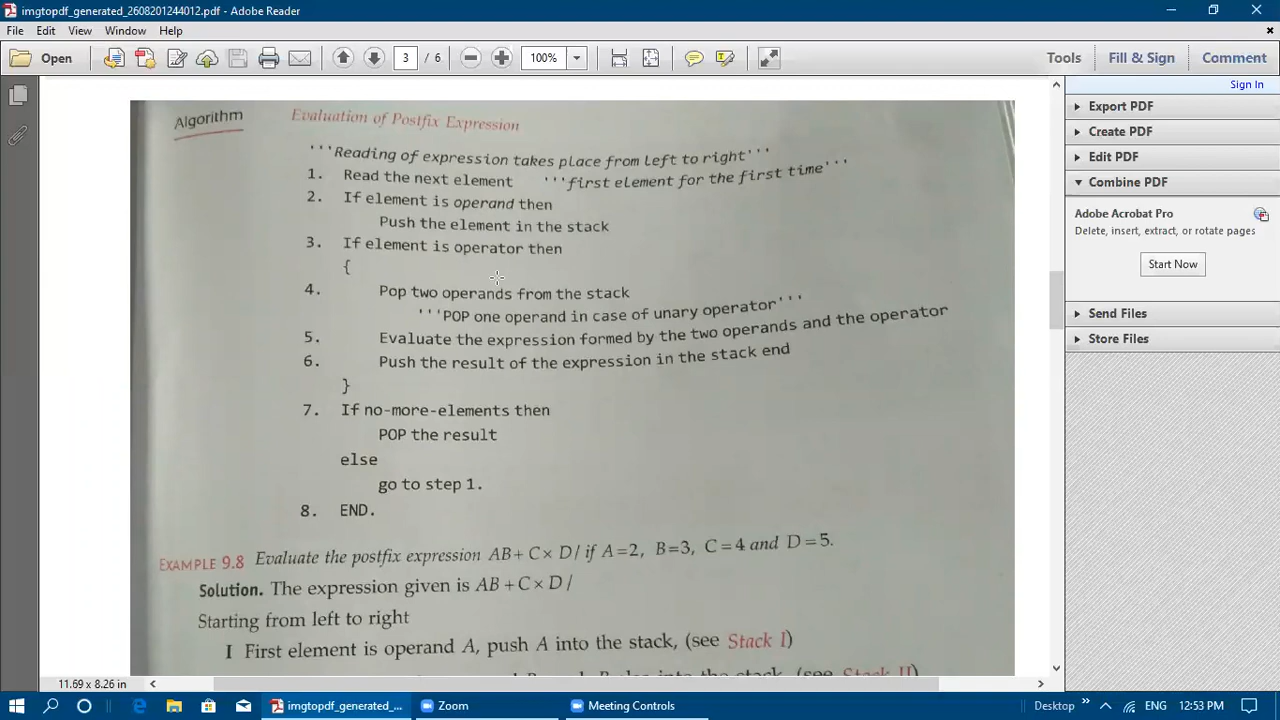 imgtopdf_generated_2608201244012.pdf - Adobe Reader
File Edit View Window Help
Open 3 / 6 100% Tools Fill & Sign Comment
Sign In
Export PDF
Create PDF
Edit PDF
Combine PDF
Adobe Acrobat Pro
Delete, insert, extract, or rotate pages
Start Now
Send Files
Store Files
Algorithm Evaluation of Postfix Expression
'''Reading of expression takes place from left to right'''
1. Read the next element '''first element for the first time'''
2. If element is operand then
Push the element in the stack
3. If element is operator then
{
4. Pop two operands from the stack
'''POP one operand in case of unary operator'''
5. Evaluate the expression formed by the two operands and the operator
6. Push the result of the expression in the stack end
}
7. If no-more-elements then
POP the result
else
go to step 1.
8. END.
EXAMPLE 9.8 Evaluate the postfix expression AB+ C× D/ if A=2, B=3, C=4 and D=5.
Solution. The expression given is AB +C × D /
Starting from left to right
I First element is operand A, push A into the stack, (see Stack I)
11.69 x 8.26 in
imgtopdf_generated_... Zoom Meeting Controls Desktop » ENG 12:53 PM